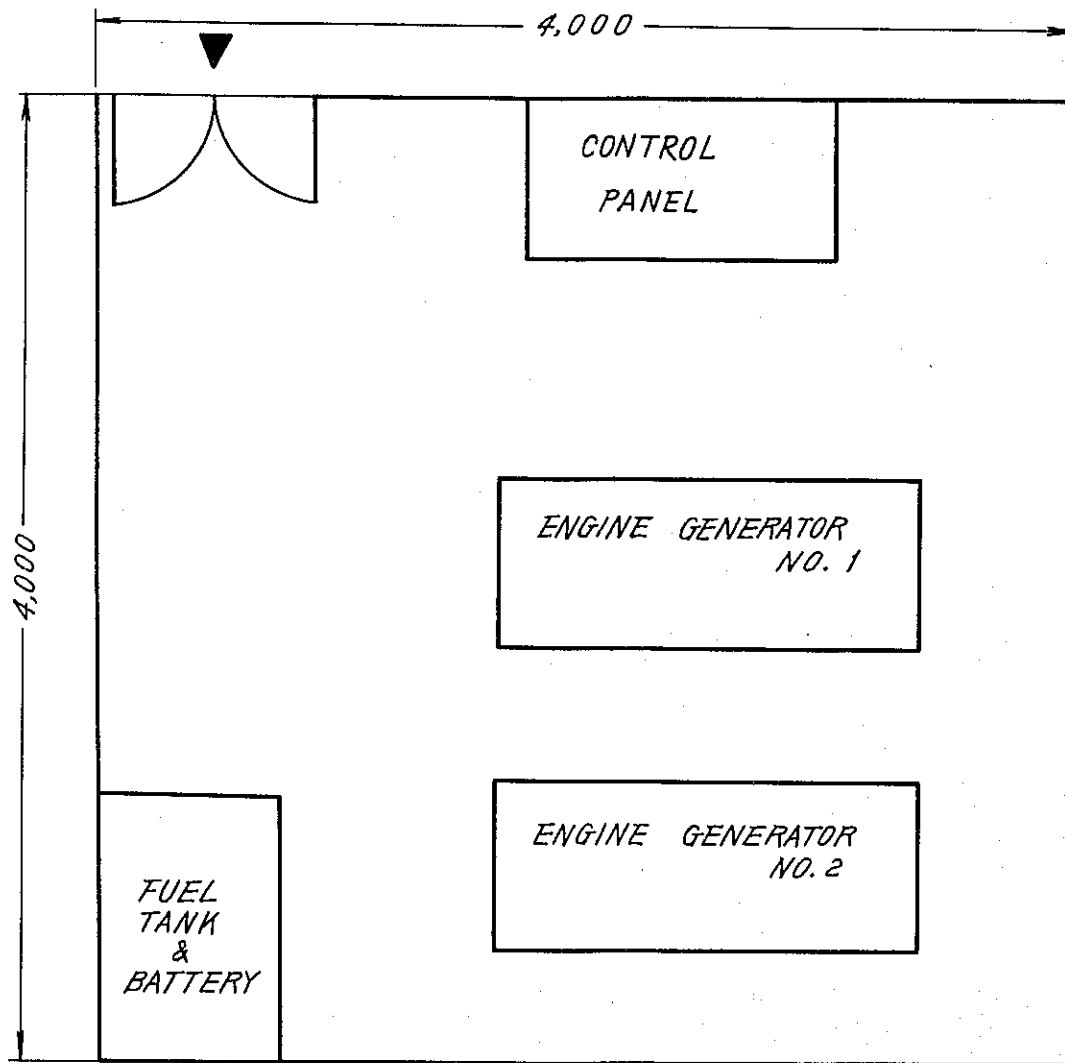 4,000
CONTROL
PANEL
4,000
ENGINE GENERATOR
NO. 1
ENGINE GENERATOR
NO. 2
FUEL
TANK
&
BATTERY